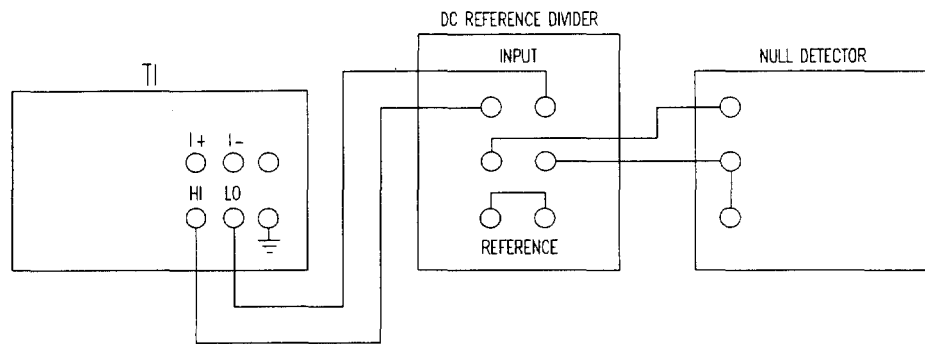 DC REFERENCE DIVIDER
INPUT
NULL DETECTOR
TI
I+ I-
HI LO
REFERENCE